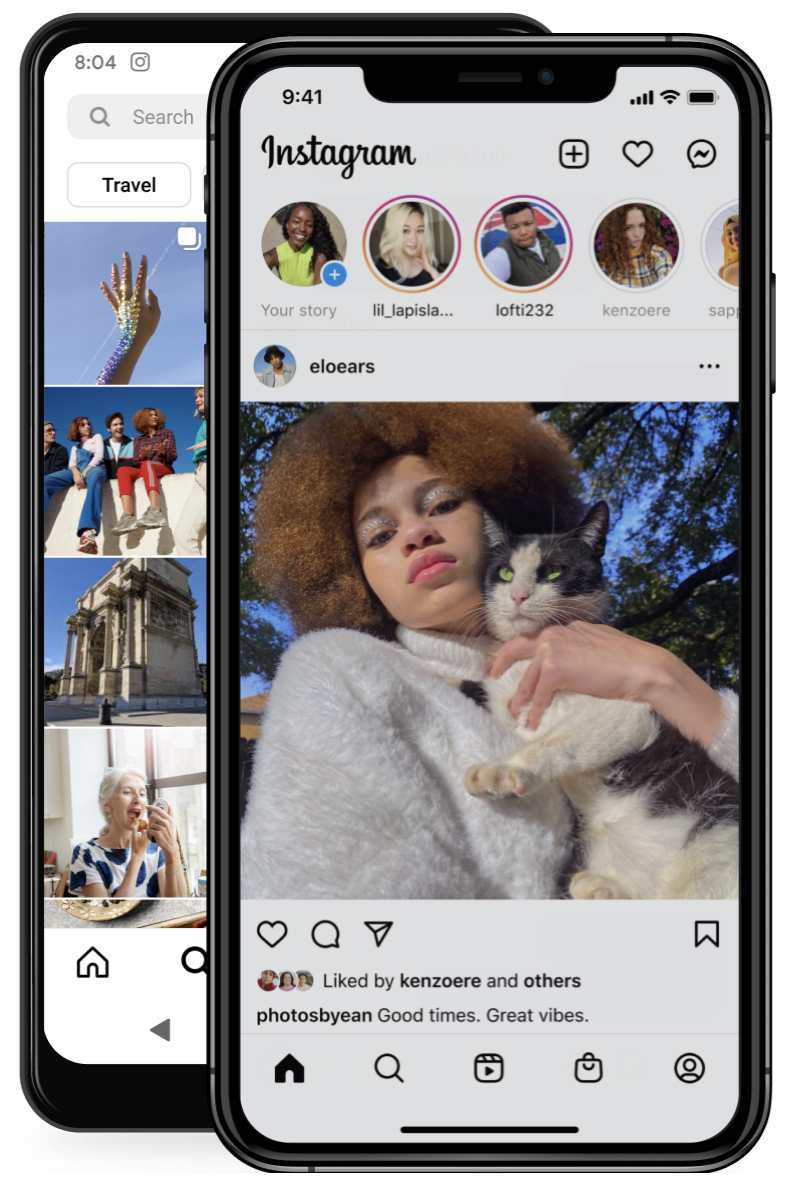 8:04
Search
Travel
9:41
Instagram
Your story
lil_lapisla...
lofti232
kenzoere
sapp
eloears
Liked by kenzoere and others
photosbyean Good times. Great vibes.